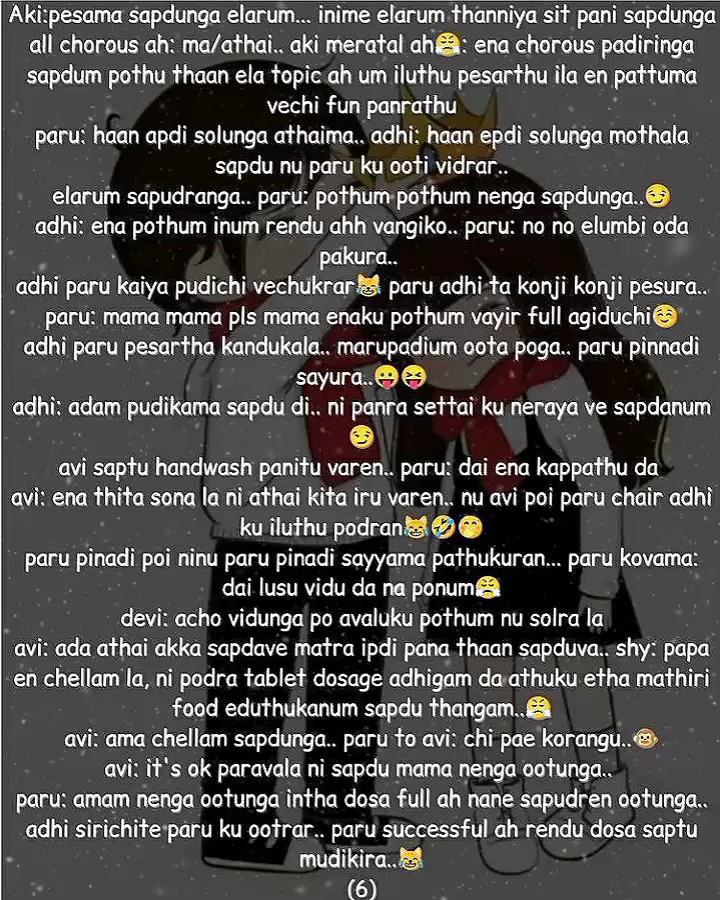 Aki:pesama sapdunga elarum... inime elarum thanniya sit pani sapdunga
all chorous ah: ma/athai.. aki meratal ah😤: ena chorous padiringa
sapdum pothu thaan ela topic ah um iluthu pesarthu ila en pattuma
vechi fun panrathu
paru: haan apdi solunga athaima.. adhi: haan epdi solunga mothala
sapdu nu paru ku ooti vidrar..
elarum sapudranga.. paru: pothum pothum nenga sapdunga..😏
adhi: ena pothum inum rendu ahh vangiko.. paru: no no elumbi oda
pakura..
adhi paru kaiya pudichi vechukrar😹 paru adhi ta konji konji pesura..
paru: mama mama pls mama enaku pothum vayir full agiduchi☺️
adhi paru pesartha kandukala.. marupadium oota poga.. paru pinnadi
sayura..😛😝
adhi: adam pudikama sapdu di.. ni panra settai ku neraya ve sapdanum
😏
avi saptu handwash panitu varen.. paru: dai ena kappathu da
avi: ena thita sona la ni athai kita iru varen.. nu avi poi paru chair adhi
ku iluthu podran😹🤣🤭
paru pinadi poi ninu paru pinadi sayyama pathukuran... paru kovama:
dai lusu vidu da na ponum😤
devi: acho vidunga po avaluku pothum nu solra la
avi: ada athai akka sapdave matra ipdi pana thaan sapduva.. shy: papa
en chellam la, ni podra tablet dosage adhigam da athuku etha mathiri
food eduthukanum sapdu thangam..😤
avi: ama chellam sapdunga.. paru to avi: chi pae korangu..🐵
avi: it's ok paravala ni sapdu mama nenga ootunga..
paru: amam nenga ootunga intha dosa full ah nane sapudren ootunga..
adhi sirichite paru ku ootrar.. paru successful ah rendu dosa saptu
mudikira..😹
(6)